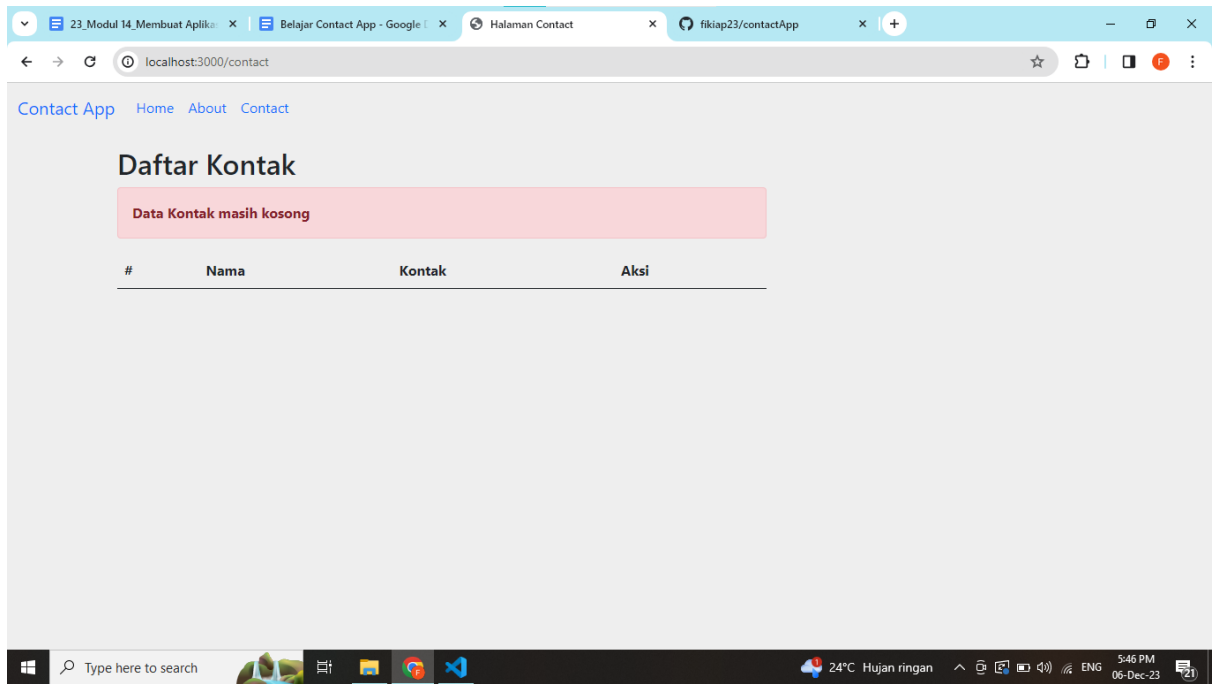 23_Modul 14_Membuat Aplika
Belajar Contact App - Google
Halaman Contact
fikiap23/contactApp
localhost:3000/contact
F
Contact App Home About Contact
Daftar Kontak
Data Kontak masih kosong
# Nama Kontak Aksi
Type here to search
1
24°C Hujan ringan
ENG
5:46 PM
06-Dec-23
21